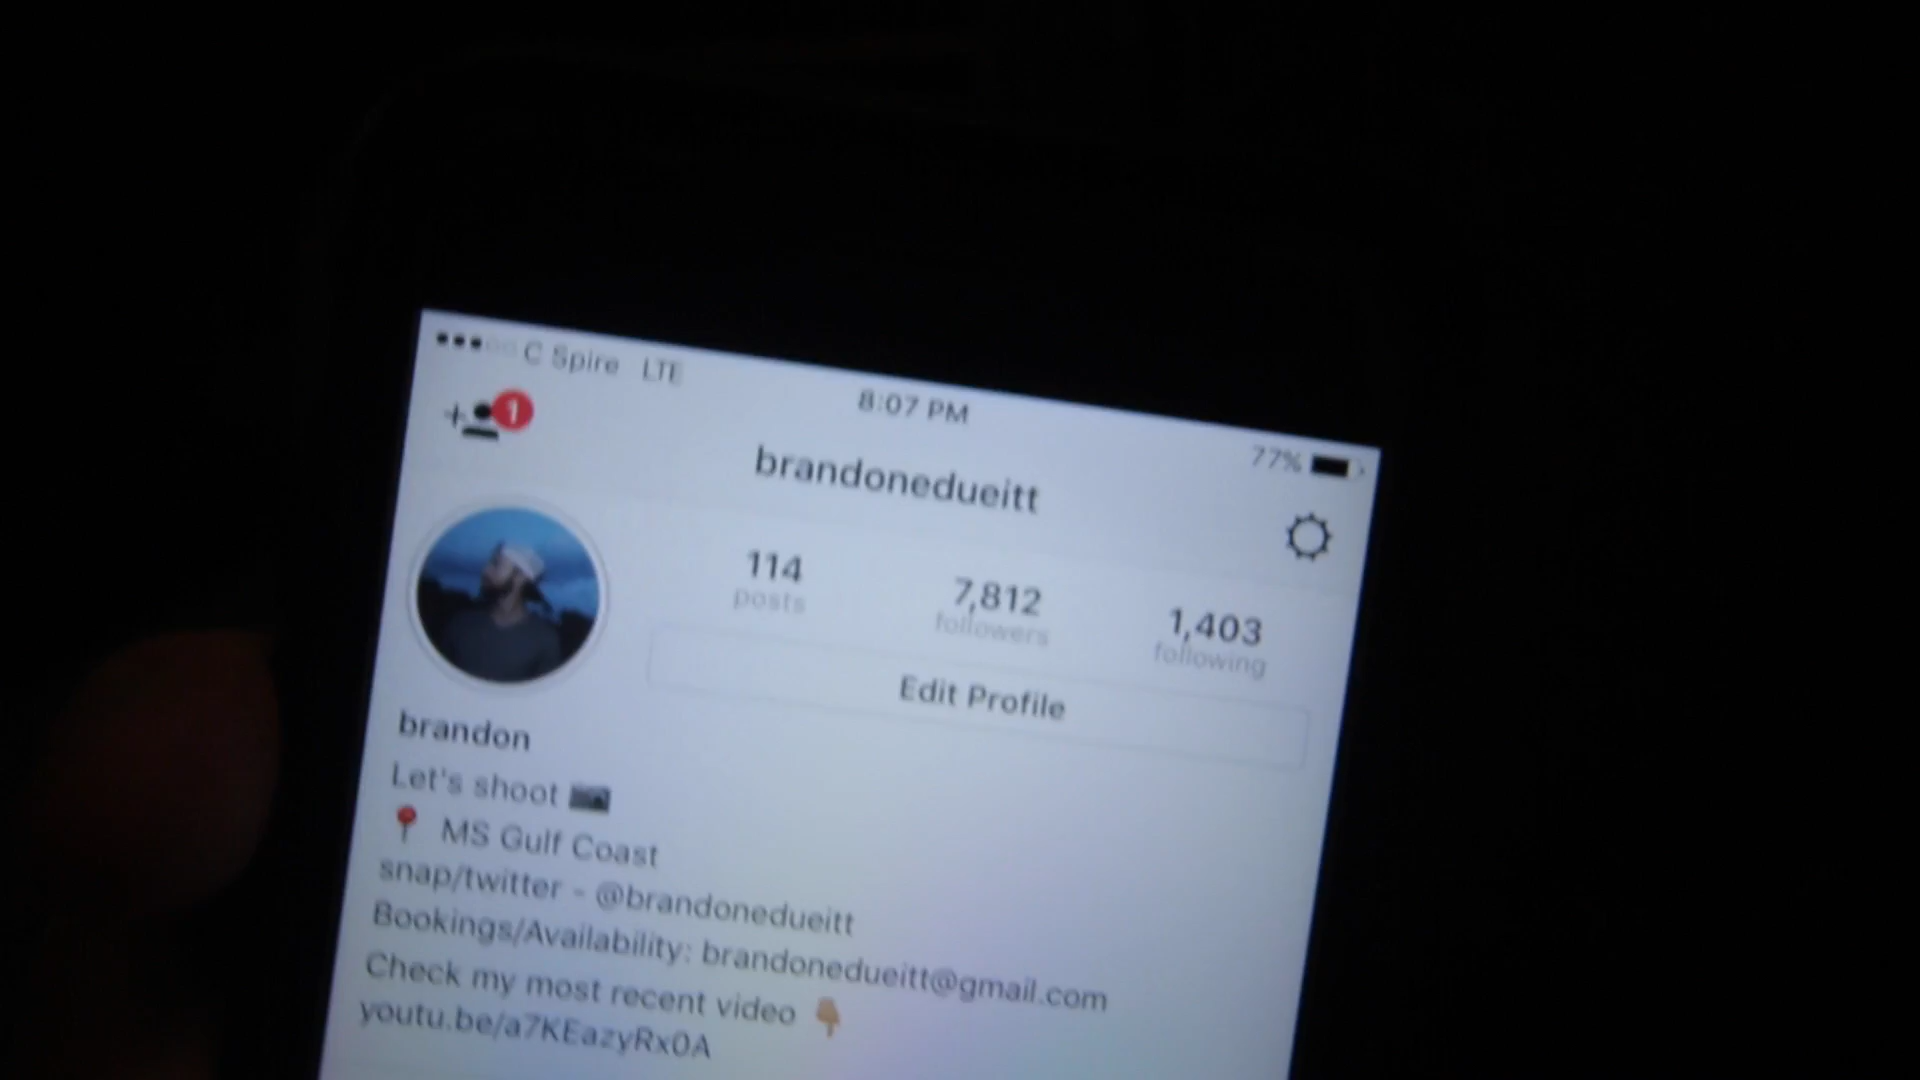 C Spire LTE 8:07 PM 77%
1
brandonedueitt
114 7,812 1,403
posts followers following
Edit Profile
brandon
Let's shoot 📷
📍 MS Gulf Coast
snap/twitter - @brandonedueitt
Bookings/Availability: brandonedueitt@gmail.com
Check my most recent video 👇🏼
youtu.be/a7KEazyRx0A